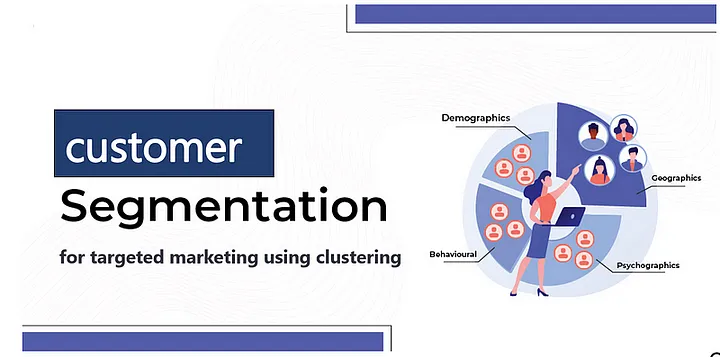 customer
Segmentation
for targeted marketing using clustering
Demographics
Geographics
Behavioural
Psychographics